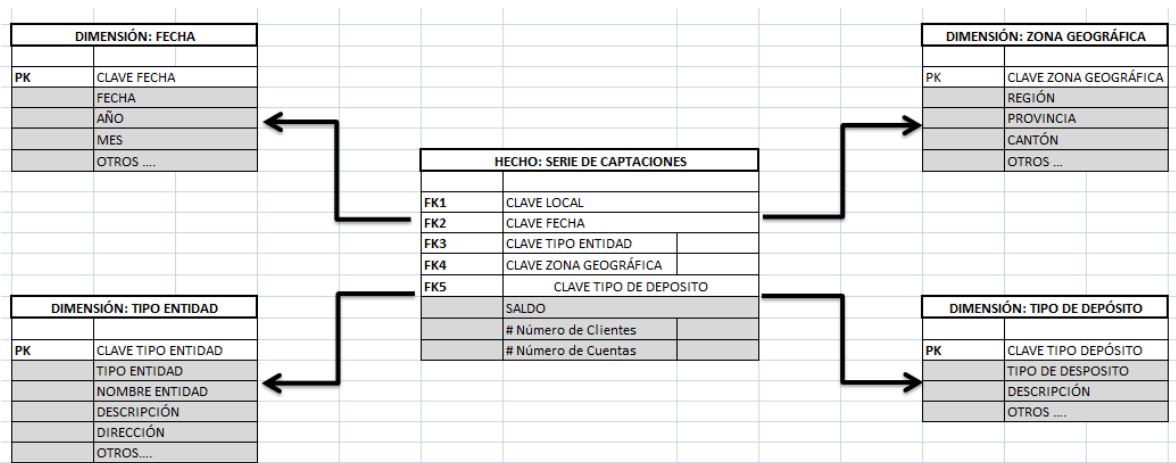 DIMENSIÓN: FECHA
PK CLAVE FECHA
FECHA
AÑO
MES
OTROS ....
DIMENSIÓN: ZONA GEOGRÁFICA
PK CLAVE ZONA GEOGRÁFICA
REGIÓN
PROVINCIA
CANTÓN
OTROS ...
HECHO: SERIE DE CAPTACIONES
FK1 CLAVE LOCAL
FK2 CLAVE FECHA
FK3 CLAVE TIPO ENTIDAD
FK4 CLAVE ZONA GEOGRÁFICA
FK5 CLAVE TIPO DE DEPOSITO
SALDO
# Número de Clientes
# Número de Cuentas
DIMENSIÓN: TIPO ENTIDAD
PK CLAVE TIPO ENTIDAD
TIPO ENTIDAD
NOMBRE ENTIDAD
DESCRIPCIÓN
DIRECCIÓN
OTROS....
DIMENSIÓN: TIPO DE DEPÓSITO
PK CLAVE TIPO DEPÓSITO
TIPO DE DESPOSITO
DESCRIPCIÓN
OTROS ....